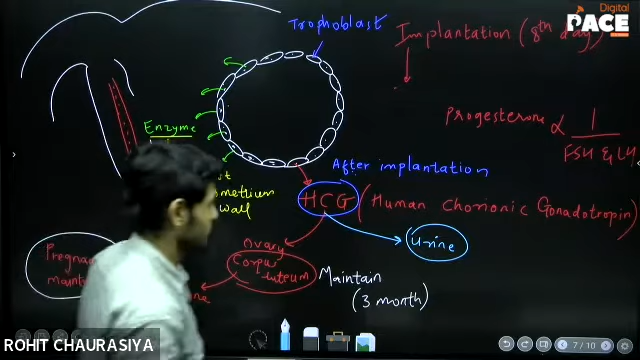 Digital
PACE
Trophoblast
Implantation (8th day)
Progesterone ∝ 1
FSH & LH
Enzyme
wall
After implantation
HCG (Human Chorionic Gonadotropin)
Urine
Ovary
Corpus
luteum
Maintain
(3 month)
ROHIT CHAURASIYA
7 / 10